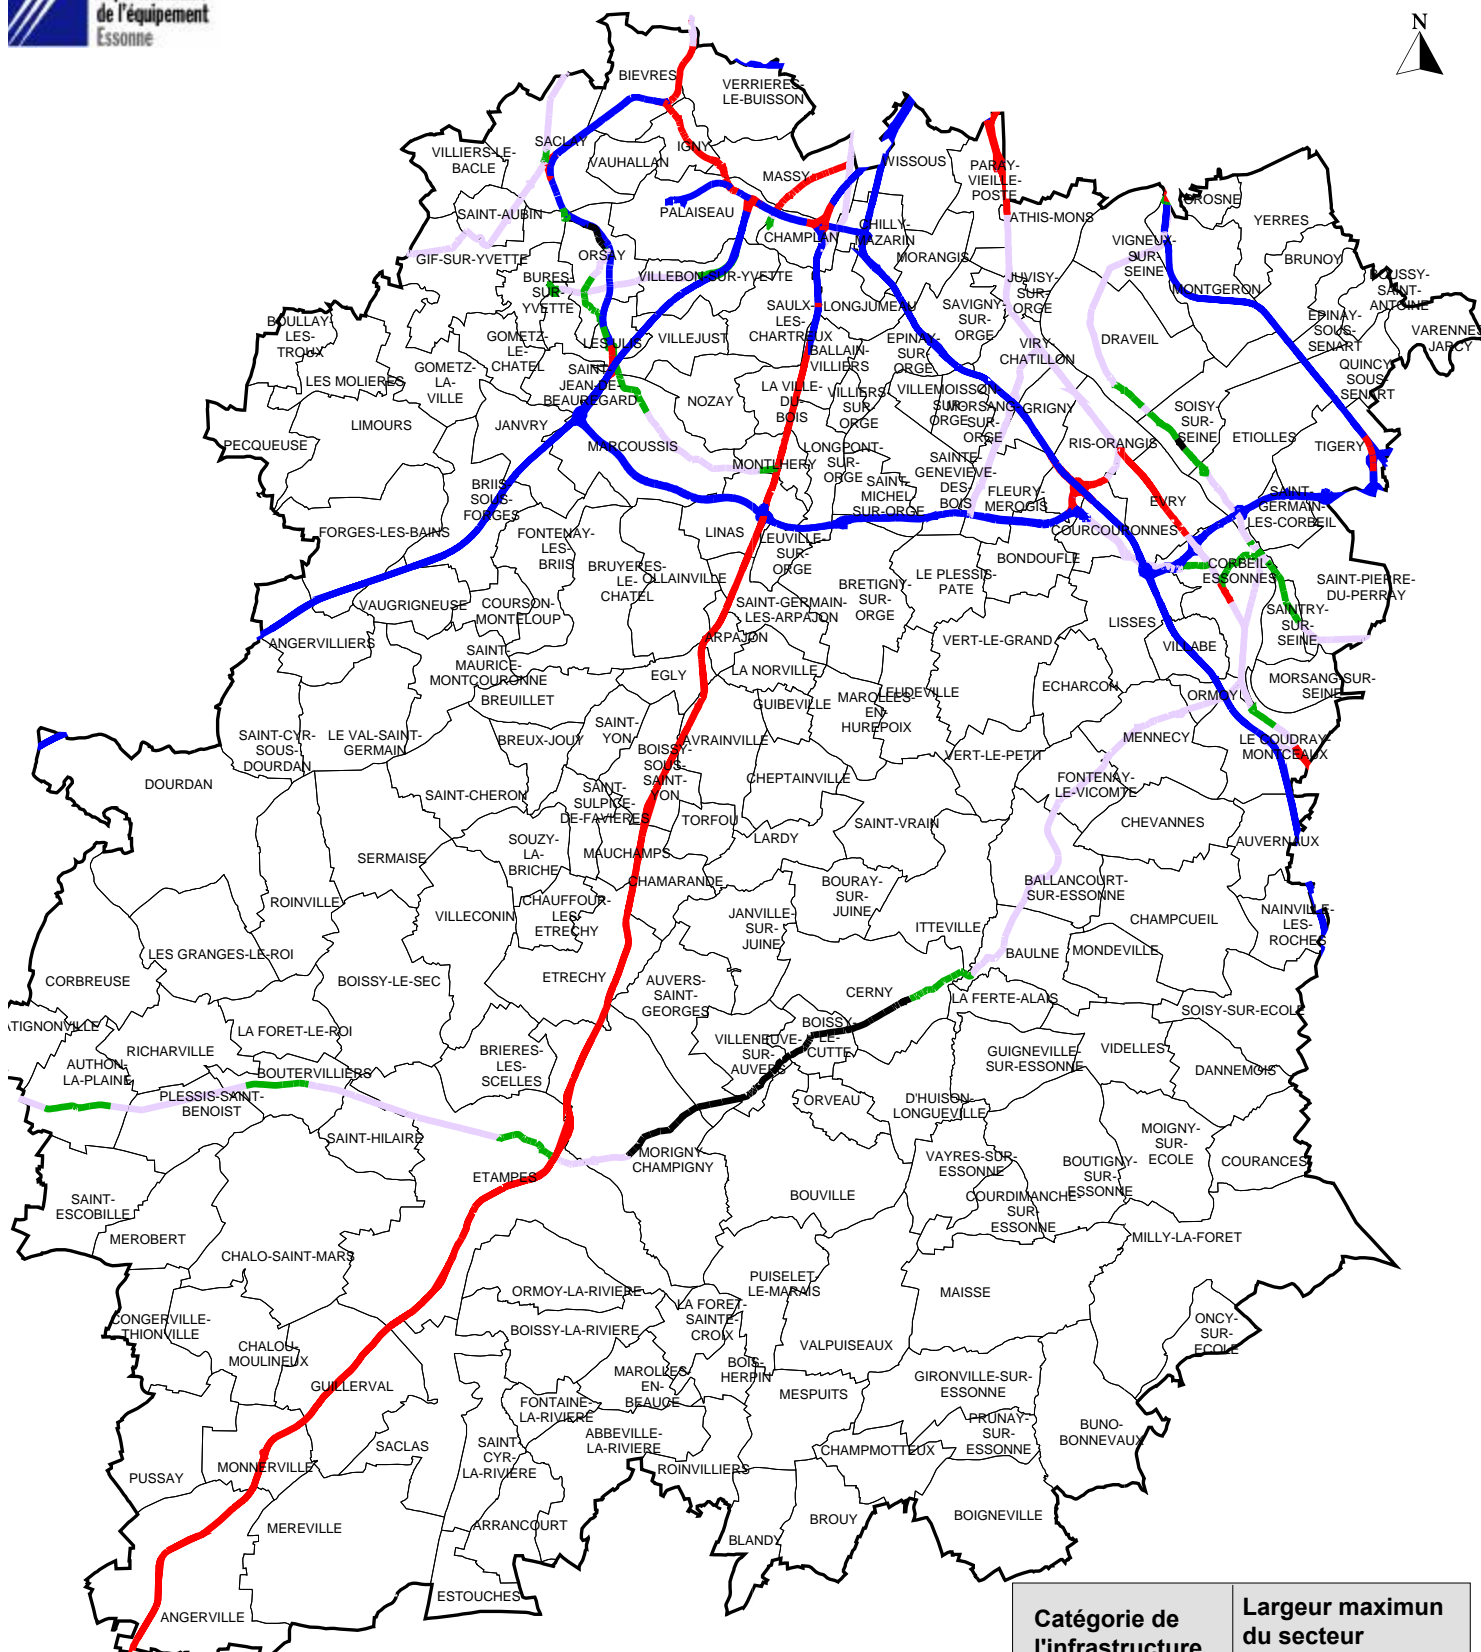 de l'équipement
Essonne
N
BIEVRES
VERRIERES-
LE-BUISSON
SACLAY
VILLIERS-LE-
BACLE
VAUHALLAN
IGNY
MASSY
WISSOUS
PARAY-
VIEILLE-
POSTE
SAINT-AUBIN
PALAISEAU
CHAMPLAN
CHILLY-
MAZARIN
ATHIS-MONS
CROSNE
YERRES
VIGNEUX-
SUR-
SEINE
BRUNOY
GIF-SUR-YVETTE
ORSAY
MORANGIS
BURES-
SUR-
YVETTE
VILLEBON-SUR-YVETTE
JUVISY-
SUR-
ORGE
MONTGERON
BOUSSY-
SAINT-
ANTOINE
SAULX-
LES-
CHARTREUX
LONGJUMEAU
SAVIGNY-
SUR-
ORGE
EPINAY-
SOUS-
SENART
VARENNES-
JARCY
BOULLAY-
LES-
TROUX
GOMETZ-
LE-
CHATEL
LES ULIS
VILLEJUST
BALLAIN-
VILLIERS
EPINAY-
SUR-
ORGE
VIRY-
CHATILLON
DRAVEIL
QUINCY-
SOUS-
SENART
LES MOLIERES
GOMETZ-
LA-
VILLE
SAINT-
JEAN-DE-
BEAUREGARD
NOZAY
LA VILLE-
DU-
BOIS
VILLIERS-
SUR-
ORGE
VILLEMOISSON-
SUR-
ORGE
MORSANG-
SUR-
ORGE
GRIGNY
SOISY-
SUR-
SEINE
ETIOLLES
TIGERY
LIMOURS
JANVRY
PECQUEUSE
MARCOUSSIS
MONTLHERY
LONGPONT-
SUR-
ORGE
RIS-ORANGIS
SAINTE-
GENEVIEVE-
DES-
BOIS
SAINT-
MICHEL-
SUR-ORGE
FLEURY-
MEROGIS
EVRY
SAINT-
GERMAIN-
LES-CORBEIL
BRIIS-
SOUS-
FORGES
FORGES-LES-BAINS
FONTENAY-
LES-
BRIIS
LINAS
LEUVILLE-
SUR-
ORGE
COURCOURONNES
BONDOUFLE
CORBEIL-
ESSONNES
BRUYERES-
LE-
CHATEL
OLLAINVILLE
BRETIGNY-
SUR-
ORGE
LE PLESSIS-
PATE
SAINT-PIERRE-
DU-PERRAY
VAUGRIGNEUSE
COURSON-
MONTELOUP
SAINT-GERMAIN-
LES-ARPAJON
LISSES
SAINTRY-
SUR-
SEINE
ANGERVILLIERS
ARPAJON
VERT-LE-GRAND
VILLABE
SAINT-
MAURICE-
MONTCOURONNE
EGLY
LA NORVILLE
ECHARCON
MORSANG-SUR-
SEINE
BREUILLET
GUIBEVILLE
MAROLLES-
EN-
HUREPOIX
LEUDEVILLE
ORMOY
SAINT-CYR-
SOUS-
DOURDAN
LE VAL-SAINT-
GERMAIN
BREUX-JOUY
SAINT-
YON
BOISSY-
SOUS-
SAINT-
YON
AVRAINVILLE
VERT-LE-PETIT
MENNECY
LE COUDRAY-
MONTCEAUX
DOURDAN
SAINT-CHERON
SAINT-
SULPICE-
DE-FAVIERES
CHEPTAINVILLE
FONTENAY-
LE-VICOMTE
TORFOU
LARDY
SAINT-VRAIN
CHEVANNES
AUVERNAUX
SOUZY-
LA-
BRICHE
MAUCHAMPS
SERMAISE
CHAMARANDE
BOURAY-
SUR-
JUINE
BALLANCOURT-
SUR-ESSONNE
ROINVILLE
VILLECONIN
CHAUFFOUR-
LES-
ETRECHY
JANVILLE-
SUR-
JUINE
ITTEVILLE
CHAMPCUEIL
NAINVILLE-
LES-
ROCHES
LES GRANGES-LE-ROI
BAULNE
MONDEVILLE
CORBREUSE
BOISSY-LE-SEC
ETRECHY
AUVERS-
SAINT-
GEORGES
CERNY
LA FERTE-ALAIS
SOISY-SUR-ECOLE
ATIGNONVILLE
RICHARVILLE
LA FORET-LE-ROI
BRIERES-
LES-
SCELLES
VILLENEUVE-
SUR-
AUVERS
BOISSY-
LE-
CUTTE
GUIGNEVILLE-
SUR-ESSONNE
VIDELLES
AUTHON-
LA-PLAINE
BOUTERVILLIERS
DANNEMOIS
PLESSIS-SAINT-
BENOIST
ORVEAU
D'HUISON-
LONGUEVILLE
SAINT-HILAIRE
MORIGNY-
CHAMPIGNY
MOIGNY-
SUR-
ECOLE
COURANCES
ETAMPES
VAYRES-SUR-
ESSONNE
BOUTIGNY-
SUR-
ESSONNE
SAINT-
ESCOBILLE
BOUVILLE
COURDIMANCHE-
SUR-
ESSONNE
MEROBERT
CHALO-SAINT-MARS
MILLY-LA-FORET
ORMOY-LA-RIVIERE
PUISELET-
LE-MARAIS
MAISSE
CONGERVILLE-
THIONVILLE
BOISSY-LA-RIVIERE
LA FORET-
SAINTE-
CROIX
ONCY-
SUR-
ECOLE
CHALOU-
MOULINEUX
VALPUISEAUX
GUILLERVAL
MAROLLES-
EN-
BEAUCE
BOIS-
HERPIN
MESPUITS
GIRONVILLE-SUR-
ESSONNE
FONTAINE-
LA-RIVIERE
PRUNAY-
SUR-
ESSONNE
BUNO-
BONNEVAUX
SACLAS
SAINT-
CYR-
LA-RIVIERE
ABBEVILLE-
LA-RIVIERE
CHAMPMOTTEUX
PUSSAY
MONNERVILLE
ROINVILLIERS
MEREVILLE
ARRANCOURT
BROUY
BOIGNEVILLE
BLANDY
ESTOUCHES
ANGERVILLE
Catégorie de
l'infrastructure
Largeur maximun
du secteur